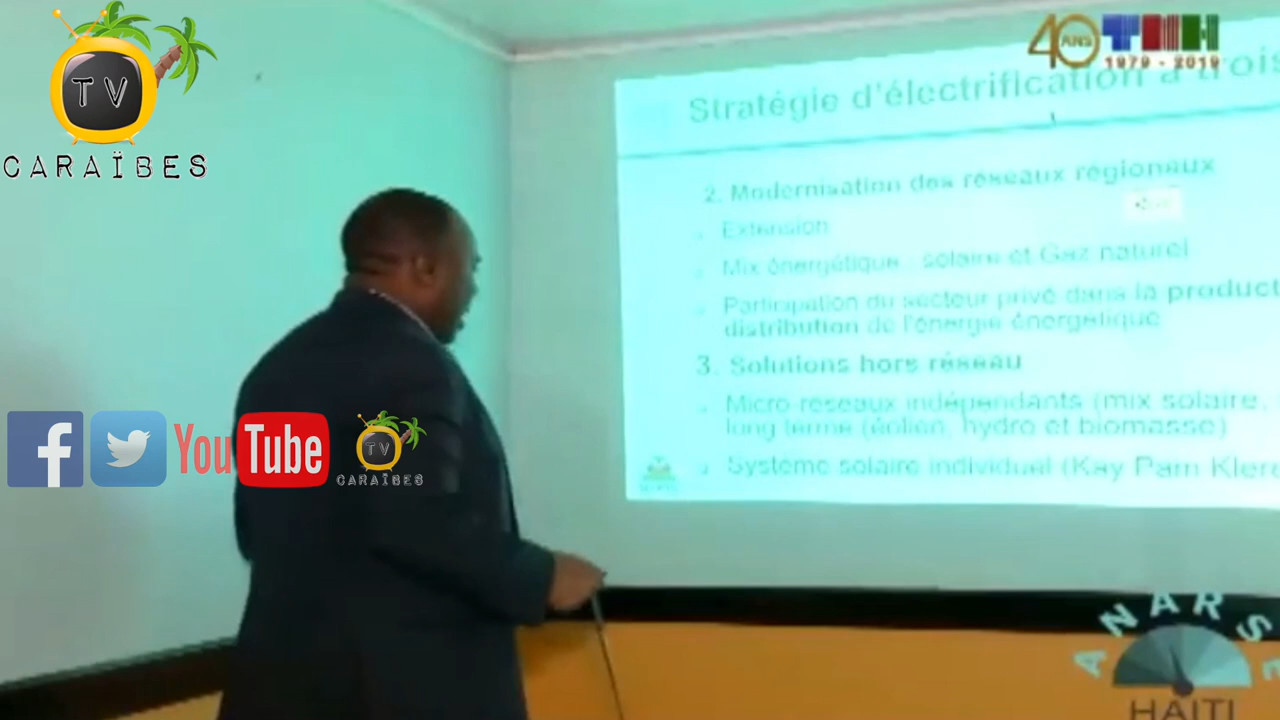 TV
CARAÏBES
40 ANS TNH
1979 - 2019
Stratégie d'électrification à trois
2. Modernisation des réseaux régionaux
Extension
Mix énergétique : solaire et Gaz naturel
Participation du secteur privé dans la product
distribution de l'énergie énergétique
3. Solutions hors réseau
Micro réseaux indépendants (mix solaire,
long terme (éolien, hydro et biomasse)
Système solaire individuel (Kay Pam Klere
f
You Tube
TV
CARAÏBES
ANARSE
HAITI